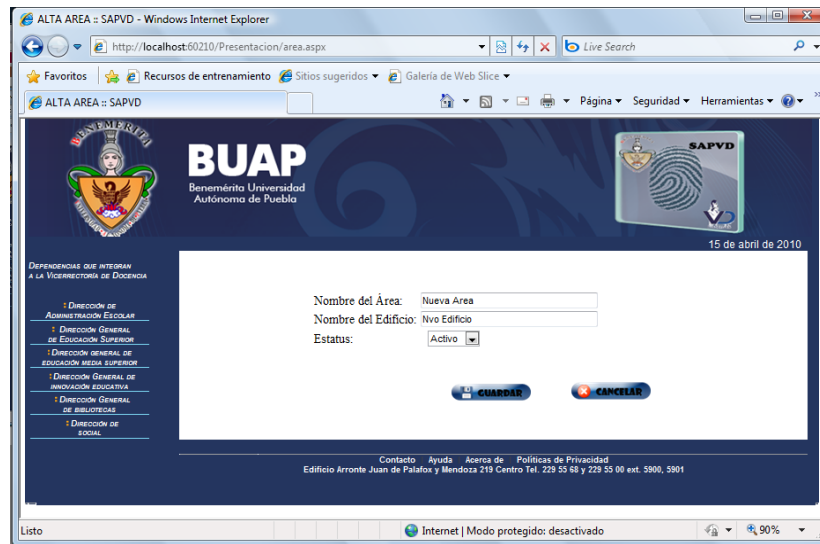 ALTA AREA :: SAPVD - Windows Internet Explorer
http://localhost:60210/Presentacion/area.aspx
Live Search
Favoritos
Recursos de entrenamiento
Sitios sugeridos
Galería de Web Slice
ALTA AREA :: SAPVD
Página
Seguridad
Herramientas
BENEMERITA
BUAP
Benemérita Universidad
Autónoma de Puebla
SAPVD
15 de abril de 2010
DEPENDENCIAS QUE INTEGRAN
A LA VICERRECTORÍA DE DOCENCIA
DIRECCIÓN DE
ADMINISTRACIÓN ESCOLAR
DIRECCIÓN GENERAL
DE EDUCACIÓN SUPERIOR
DIRECCIÓN GENERAL DE
EDUCACIÓN MEDIA SUPERIOR
DIRECCIÓN GENERAL DE
INNOVACIÓN EDUCATIVA
DIRECCIÓN GENERAL
DE BIBLIOTECAS
DIRECCIÓN DE
SOCIAL
Nombre del Área: Nueva Area
Nombre del Edificio: Nvo Edificio
Estatus: Activo
GUARDAR
CANCELAR
Contacto Ayuda Acerca de Políticas de Privacidad
Edificio Arronte Juan de Palafox y Mendoza 219 Centro Tel. 229 55 68 y 229 55 00 ext. 5900, 5901
Listo
Internet | Modo protegido: desactivado
90%